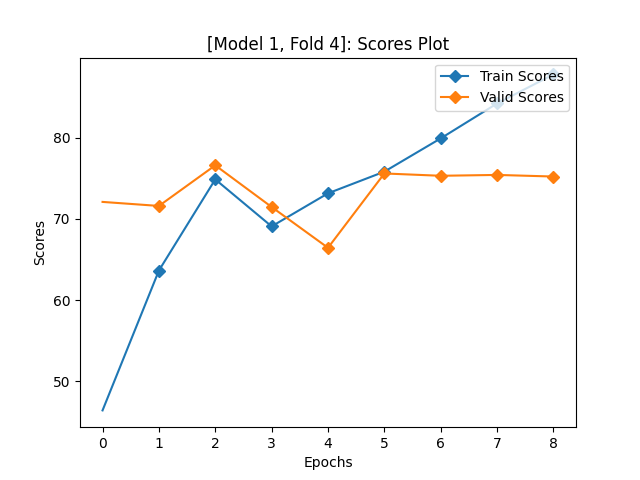 [Model 1, Fold 4]: Scores Plot
Train Scores
Valid Scores
Scores
80
70
60
50
0 1 2 3 4 5 6 7 8
Epochs